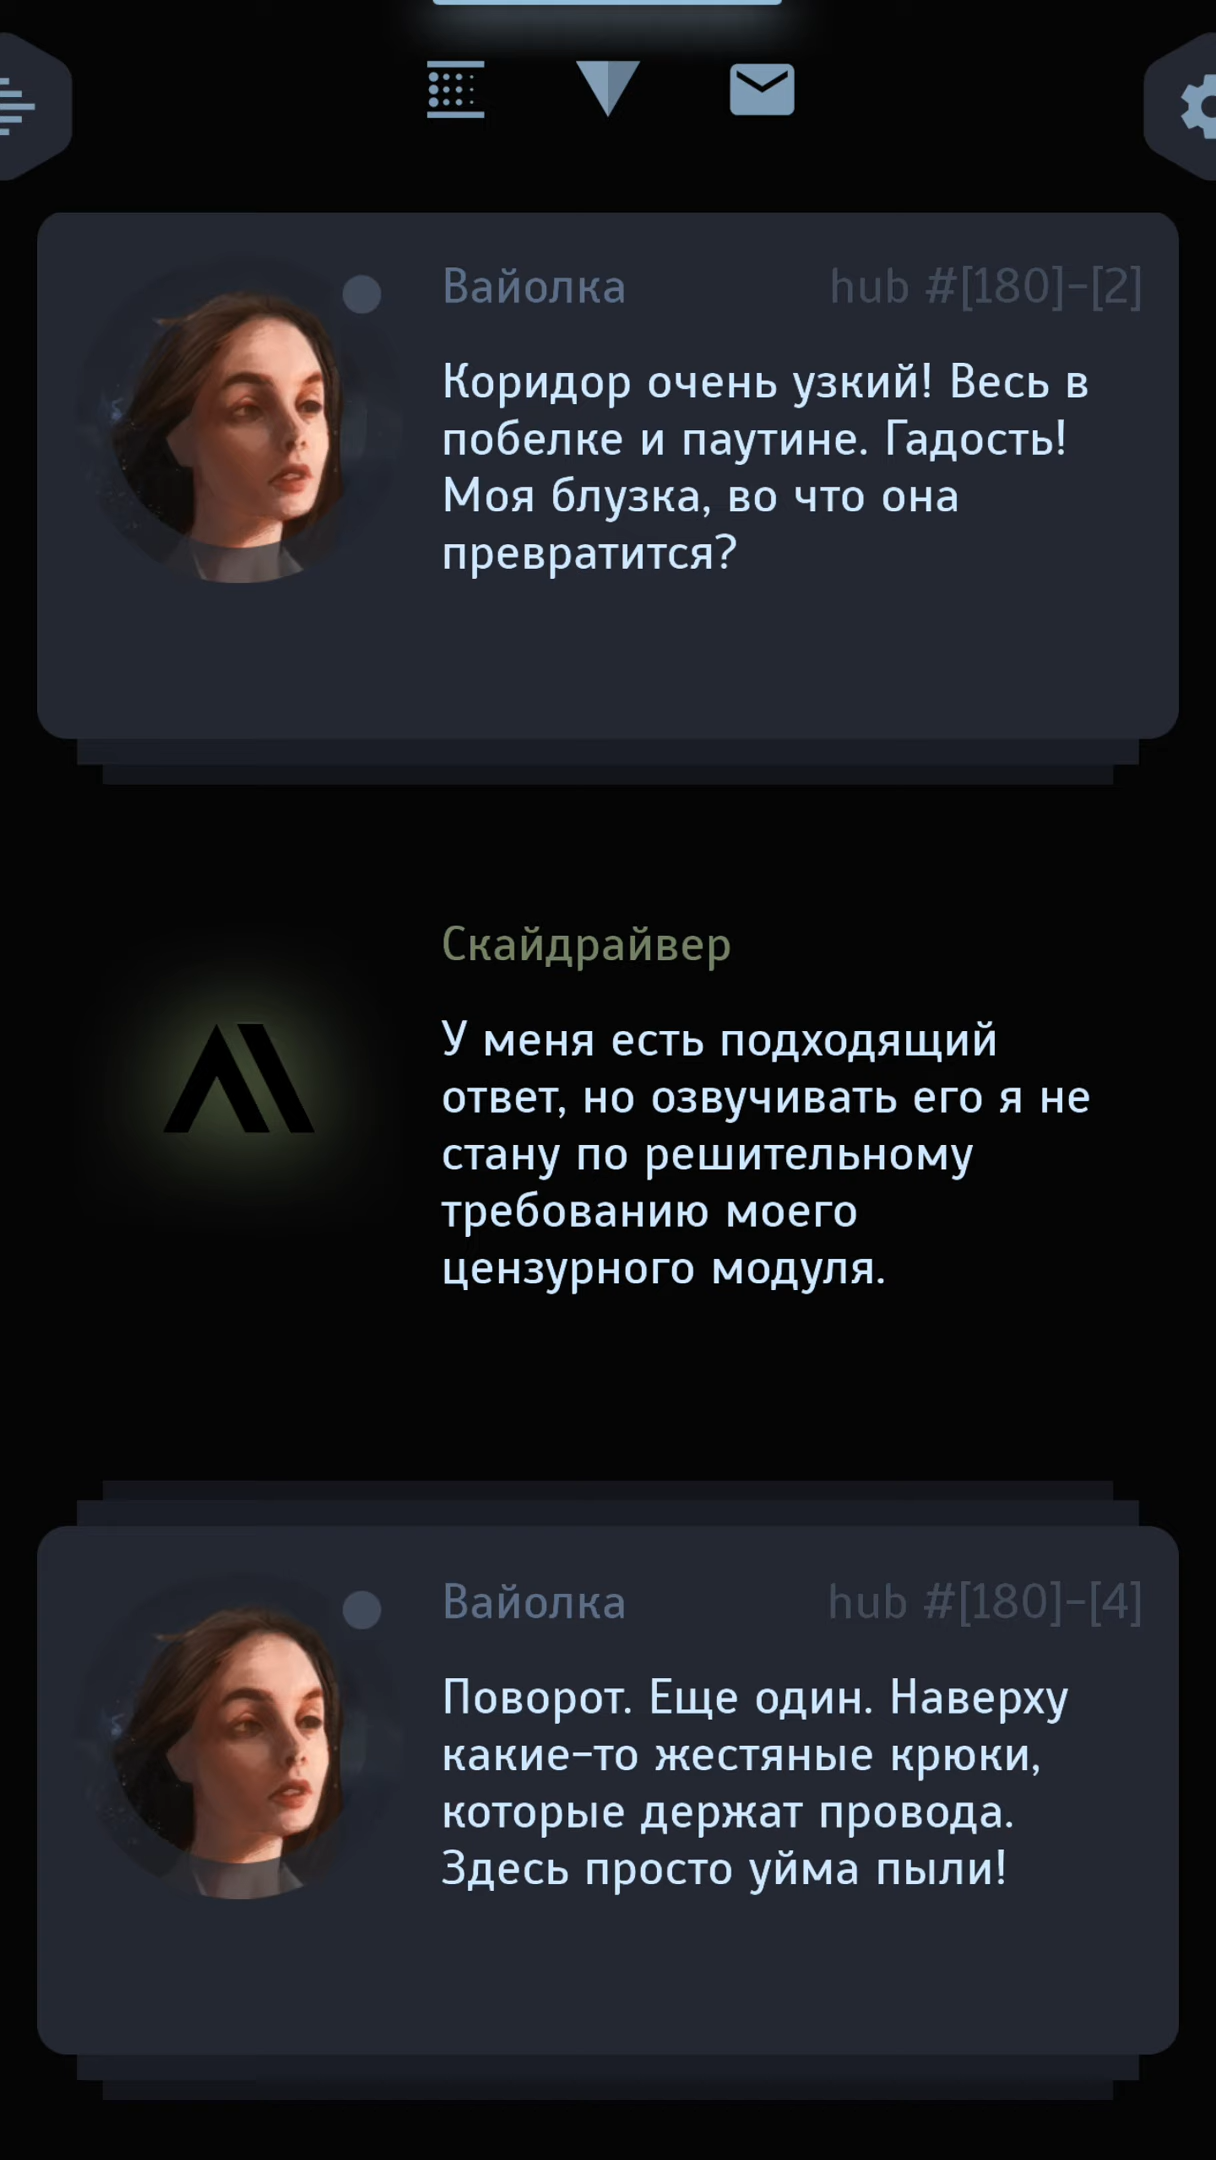 Вайолка hub #[180]-[2]
Коридор очень узкий! Весь в
побелке и паутине. Гадость!
Моя блузка, во что она
превратится?
Скайдрайвер
У меня есть подходящий
ответ, но озвучивать его я не
стану по решительному
требованию моего
цензурного модуля.
Вайолка hub #[180]-[4]
Поворот. Еще один. Наверху
какие-то жестяные крюки,
которые держат провода.
Здесь просто уйма пыли!